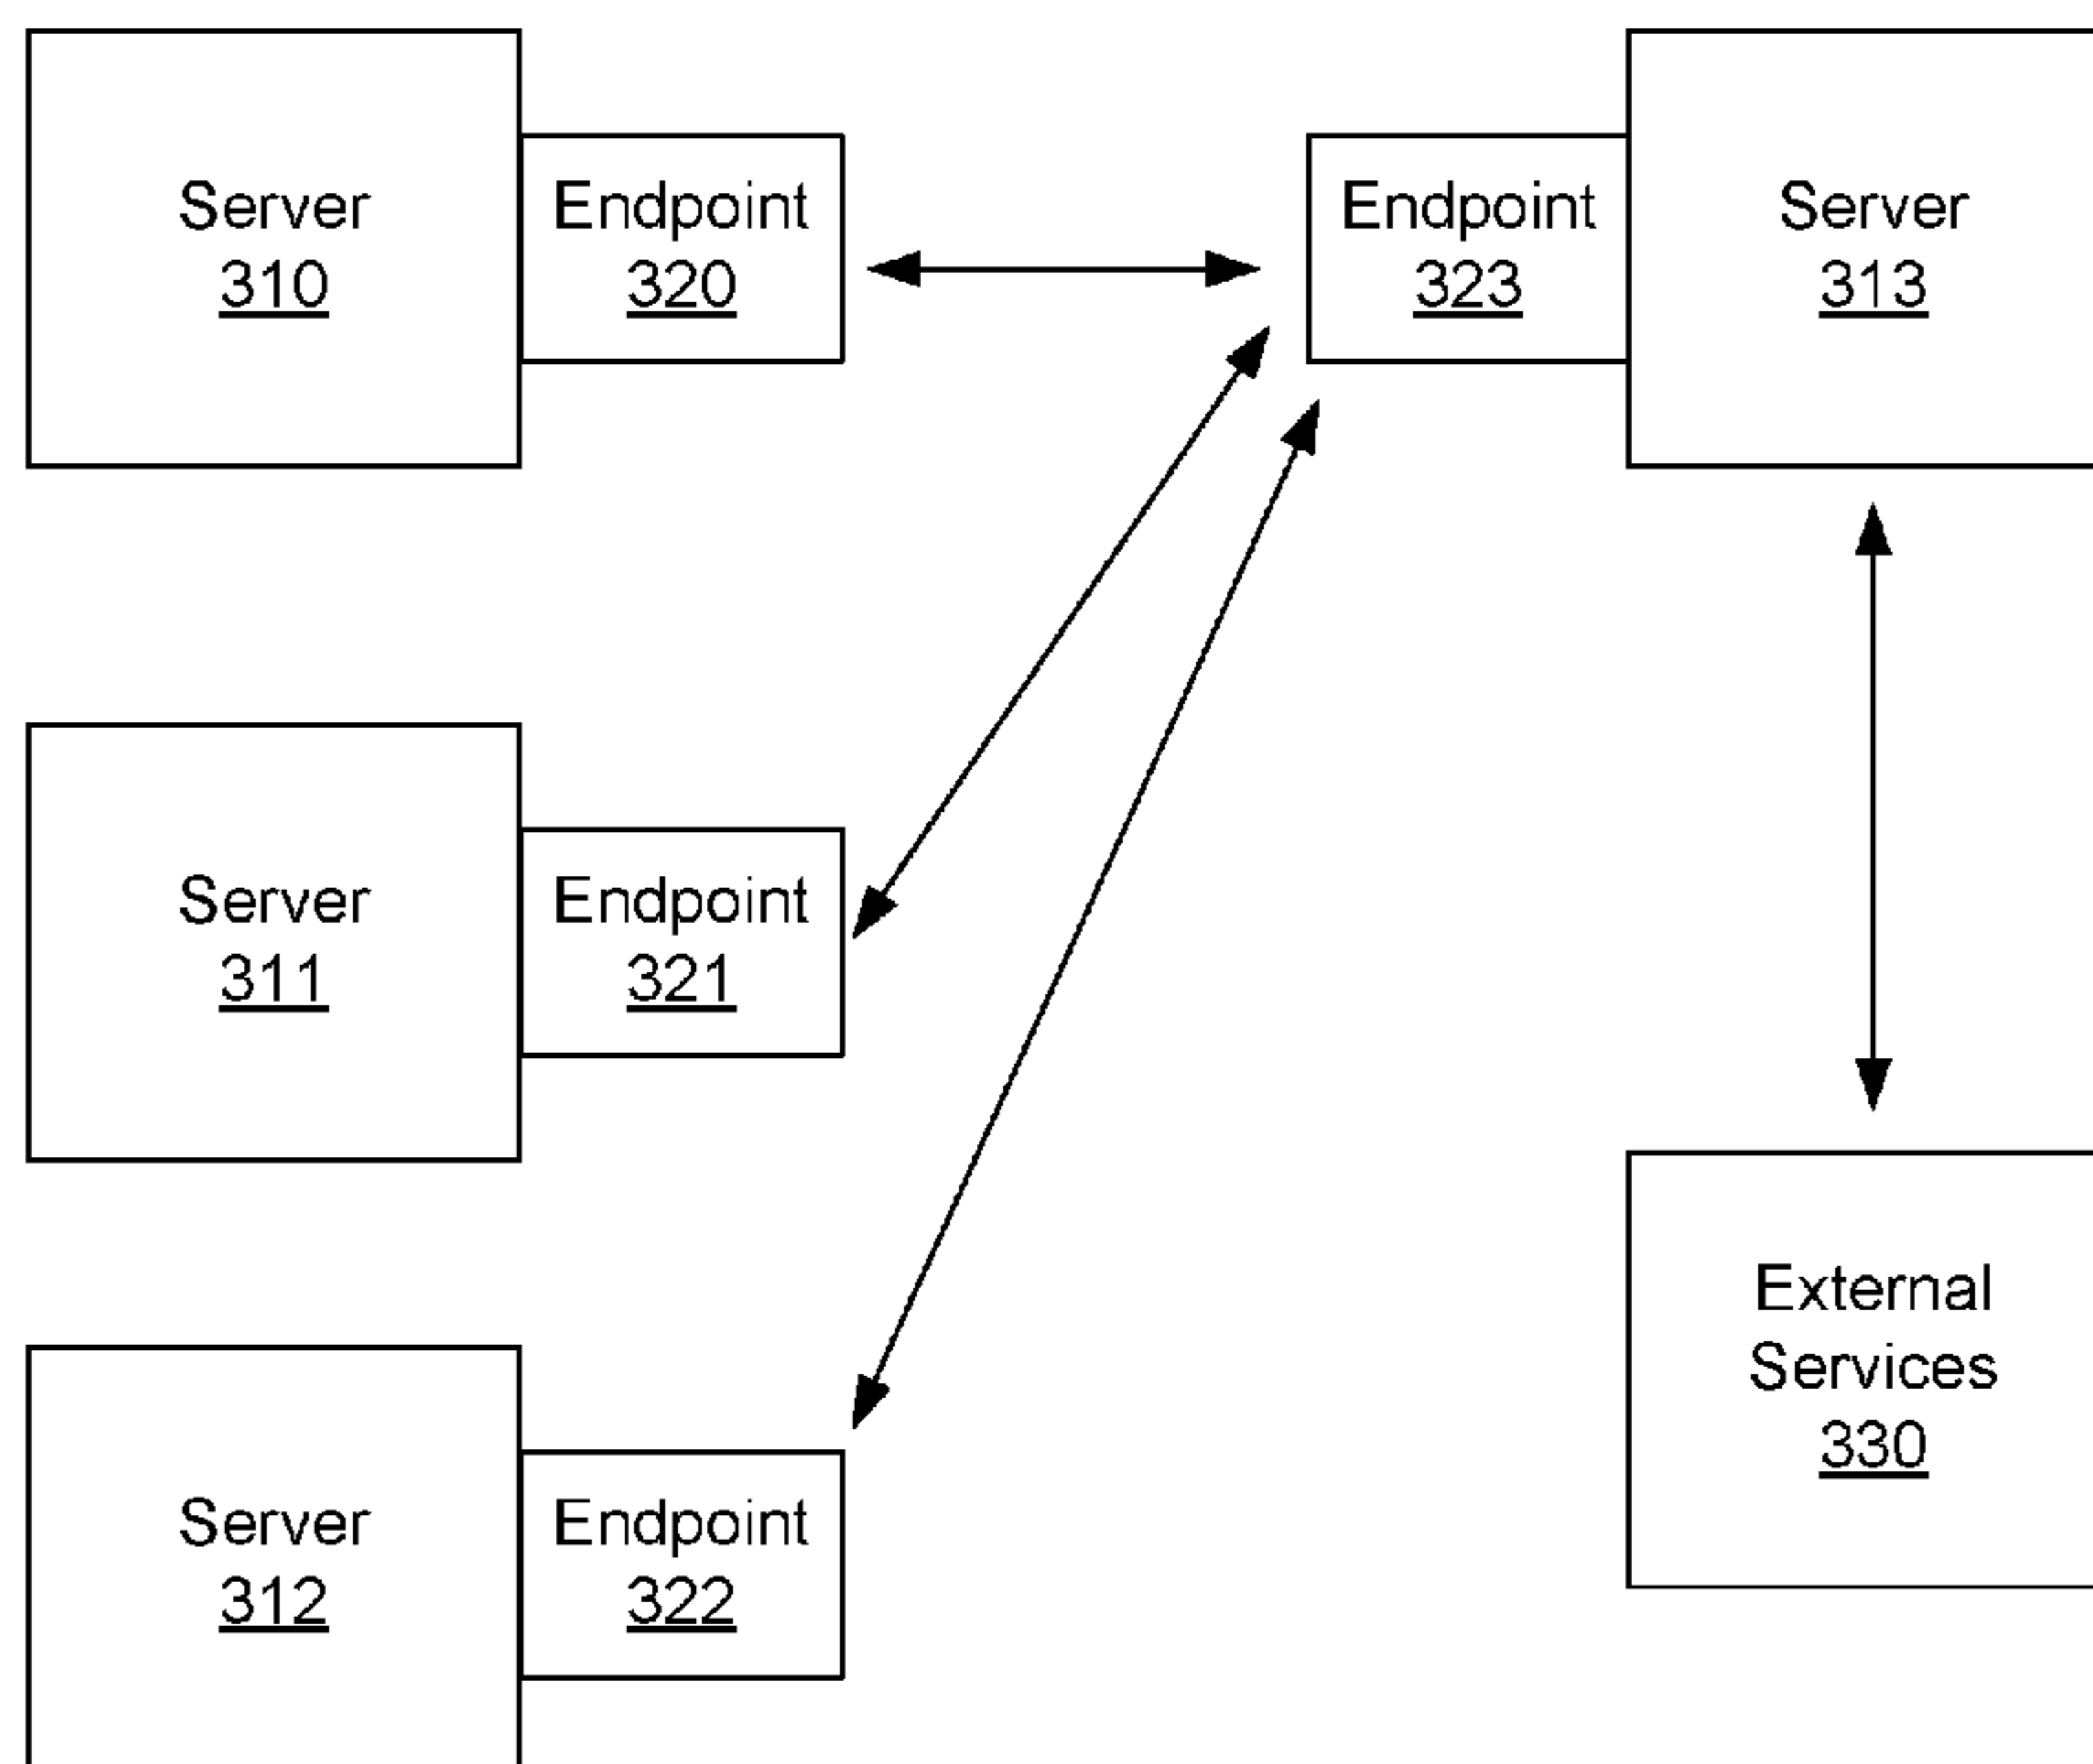 Server
310
Endpoint
320
Endpoint
323
Server
313
Server
311
Endpoint
321
External
Services
330
Server
312
Endpoint
322